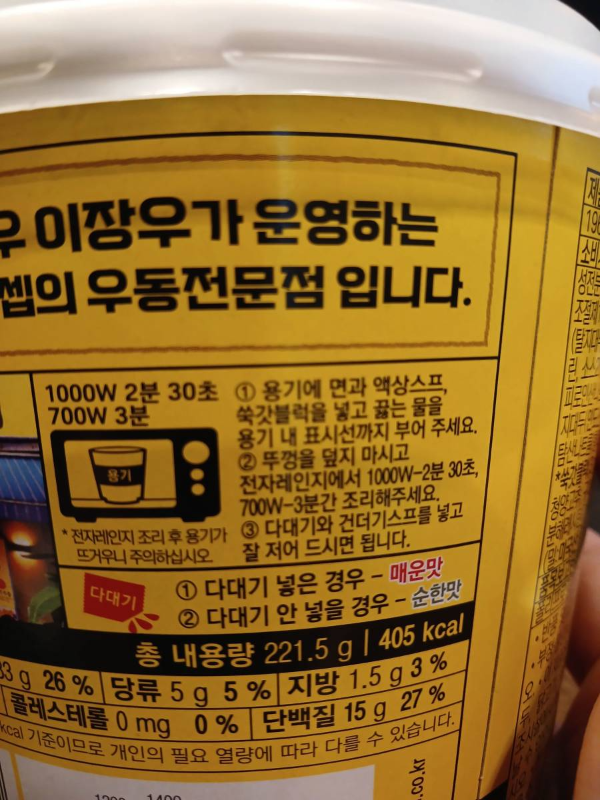 우 이장우가 운영하는
셉의 우동전문점 입니다.
1000W 2분 30초
700W 3분
용기
* 전자레인지 조리 후 용기가
뜨거우니 주의하십시오
① 용기에 면과 액상스프,
쑥갓블럭을 넣고 끓는 물을
용기 내 표시선까지 부어 주세요.
② 뚜껑을 덮지 마시고
전자레인지에서 1000W-2분 30초,
700W-3분간 조리해주세요.
③ 다대기와 건더기스프를 넣고
잘 저어 드시면 됩니다.
다대기
① 다대기 넣은 경우 - 매운맛
② 다대기 안 넣을 경우 - 순한맛
총 내용량 221.5 g | 405 kcal
33 g 26 % 당류 5 g 5 % 지방 1.5 g 3 %
콜레스테롤 0 mg 0 % 단백질 15 g 27 %
kcal 기준이므로 개인의 필요 열량에 따라 다를 수 있습니다.
.co.kr